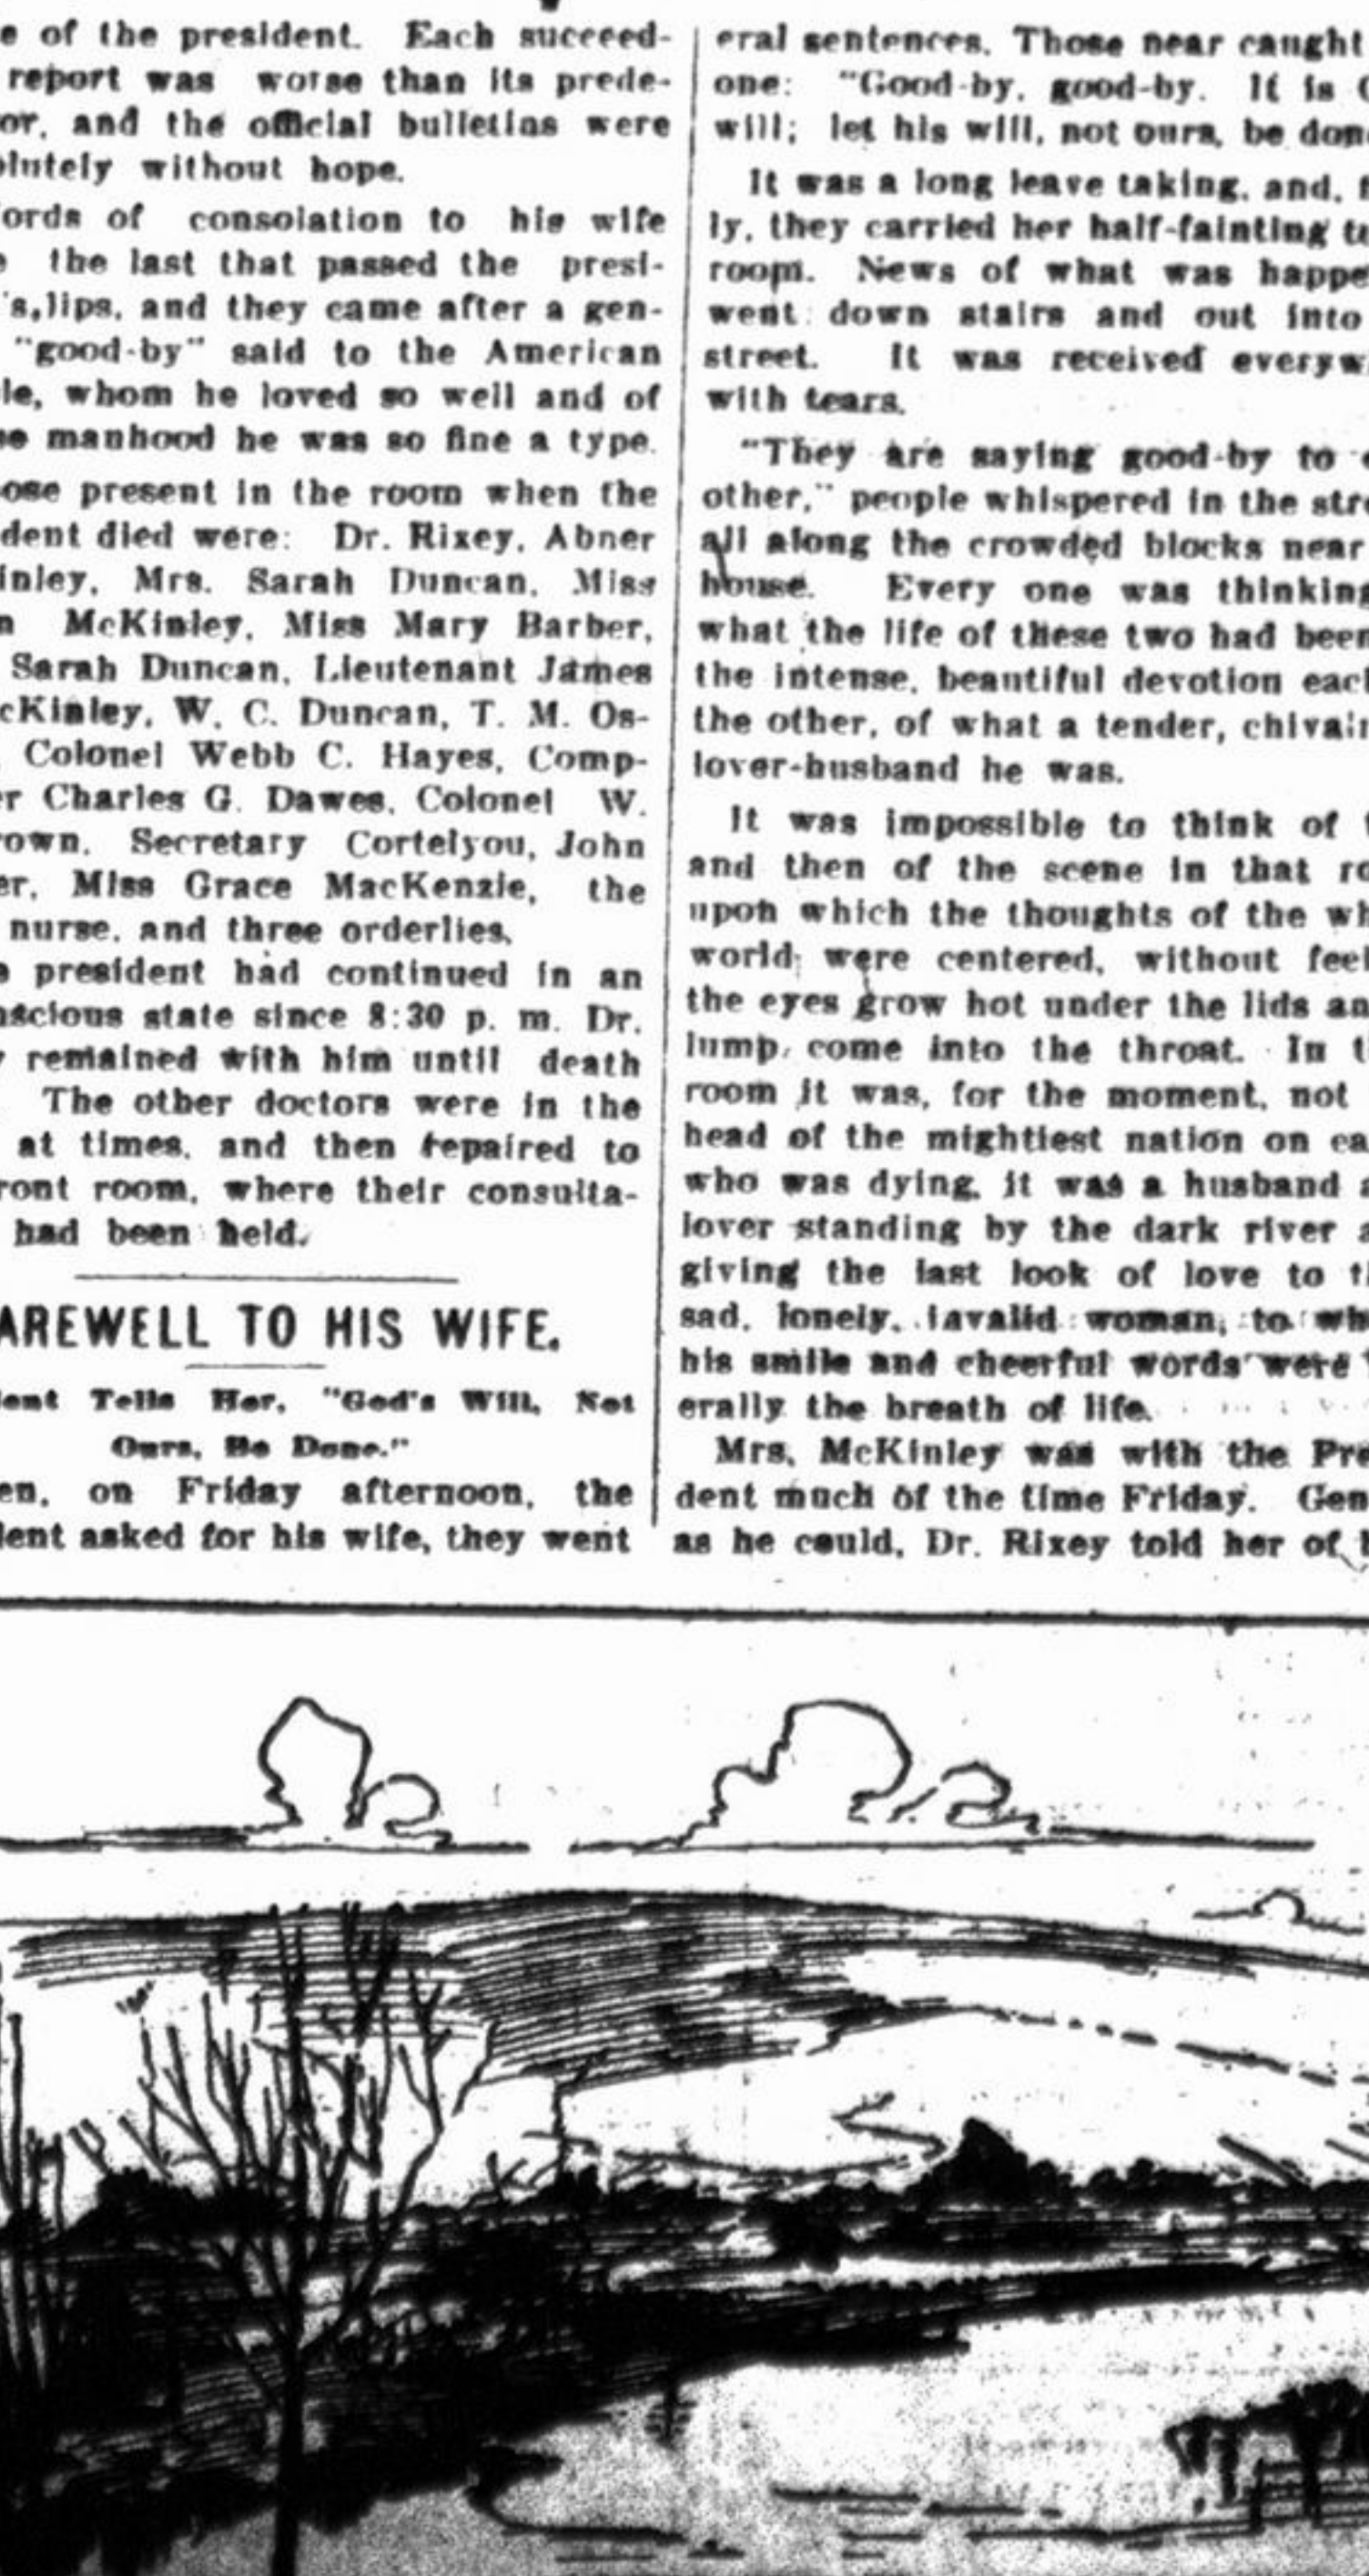 e of the president. Each succeed-
report was worse than its prede-
or, and the official bulletins were
olutely without hope.
ords of consolation to his wife
e the last that passed the presi-
's lips, and they came after a gen-
"good-by" said to the American
le, whom he loved so well and of
se manhood he was so fine a type.
ose present in the room when the
dent died were: Dr. Rixey, Abner
inley, Mrs. Sarah Duncan, Miss
n McKinley, Miss Mary Barber,
Sarah Duncan, Lieutenant James
cKinley, W. C. Duncan, T. M. Os-
Colonel Webb C. Hayes, Comp-
er Charles G. Dawes, Colonel W.
rown, Secretary Cortelyou, John
er, Miss Grace MacKenzie, the
nurse, and three orderlies.
e president had continued in an
nscious state since 8:30 p. m. Dr.
y remained with him until death
The other doctors were in the
at times, and then repaired to
ront room, where their consulta-
had been held.
AREWELL TO HIS WIFE.
dent Tells Her, "God's Will, Not
Ours, Be Done."
en, on Friday afternoon, the
dent asked for his wife, they went
eral sentences. Those near caught
one: "Good-by, good-by. It is G
will; let his will, not ours, be don
It was a long leave taking, and, f
ly, they carried her half-fainting to
room. News of what was happe
went down stairs and out into
street. It was received everyw
with tears.
"They are saying good-by to e
other," people whispered in the stre
all along the crowded blocks near
house. Every one was thinking
what the life of these two had been
the intense, beautiful devotion each
the other, of what a tender, chivalr
lover-husband he was.
It was impossible to think of t
and then of the scene in that ro
upon which the thoughts of the wh
world were centered, without feel
the eyes grow hot under the lids an
lump come into the throat. In t
room it was, for the moment, not
head of the mightiest nation on ea
who was dying, it was a husband a
lover standing by the dark river a
giving the last look of love to th
sad, lonely, invalid woman, to wh
his smile and cheerful words were l
erally the breath of life.
Mrs. McKinley was with the Pre
dent much of the time Friday. Gen
as he could, Dr. Rixey told her of t